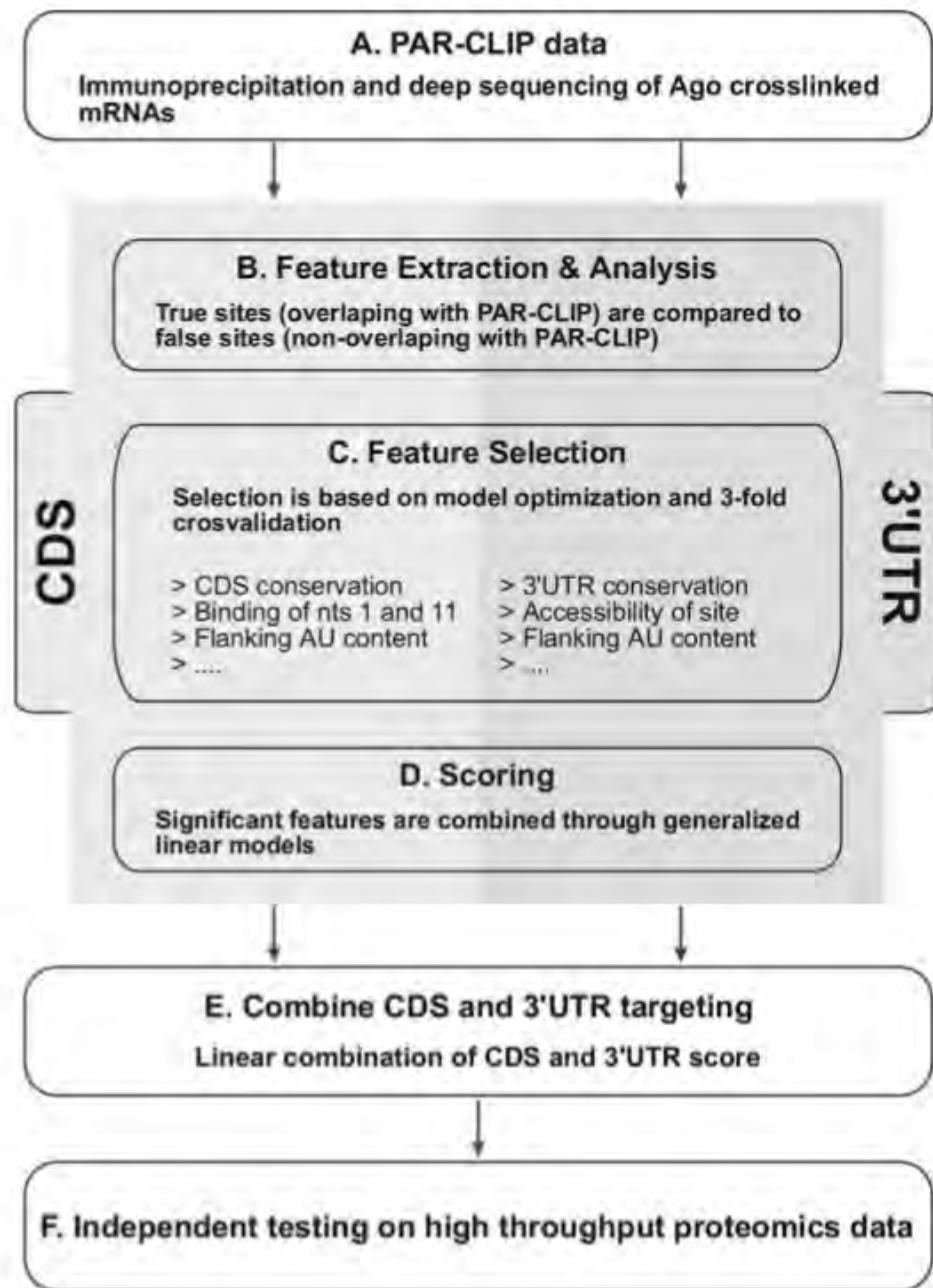 A. PAR-CLIP data
Immunoprecipitation and deep sequencing of Ago crosslinked
mRNAs
B. Feature Extraction & Analysis
True sites (overlaping with PAR-CLIP) are compared to
false sites (non-overlaping with PAR-CLIP)
CDS
3'UTR
C. Feature Selection
Selection is based on model optimization and 3-fold
crosvalidation
> CDS conservation
> Binding of nts 1 and 11
> Flanking AU content
> .....
> 3'UTR conservation
> Accessibility of site
> Flanking AU content
> ....
D. Scoring
Significant features are combined through generalized
linear models
E. Combine CDS and 3'UTR targeting
Linear combination of CDS and 3'UTR score
F. Independent testing on high throughput proteomics data